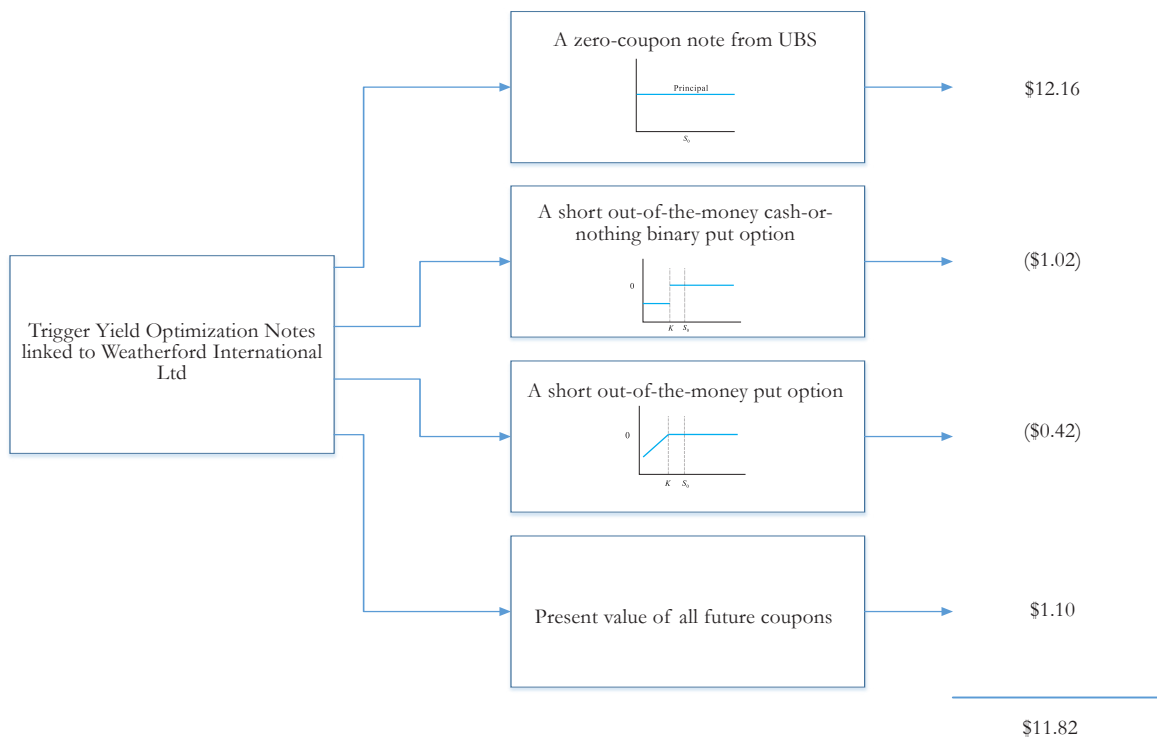 A zero-coupon note from UBS
Principal
S₀
$12.16
A short out-of-the-money cash-or-
nothing binary put option
0
K
S₀
($1.02)
Trigger Yield Optimization Notes
linked to Weatherford International
Ltd
A short out-of-the-money put option
0
K
S₀
($0.42)
Present value of all future coupons
$1.10
$11.82